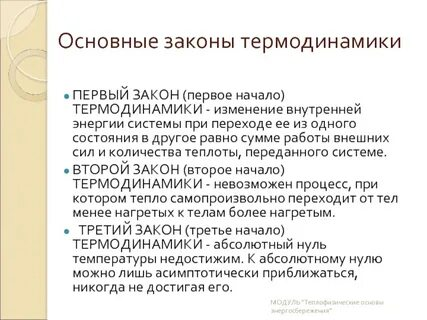 Основные законы термодинамики
ПЕРВЫЙ ЗАКОН (первое начало)
ТЕРМОДИНАМИКИ - изменение внутренней
энергии системы при переходе ее из одного
состояния в другое равно сумме работы внешних
сил и количества теплоты, переданного системе.
ВТОРОЙ ЗАКОН (второе начало)
ТЕРМОДИНАМИКИ - невозможен процесс, при
котором тепло самопроизвольно переходит от тел
менее нагретых к телам более нагретым.
ТРЕТИЙ ЗАКОН (третье начало)
ТЕРМОДИНАМИКИ - абсолютный нуль
температуры недостижим. К абсолютному нулю
можно лишь асимптотически приближаться,
никогда не достигая его.
МОДУЛЬ "Теплофизические основы
энергосбережения"